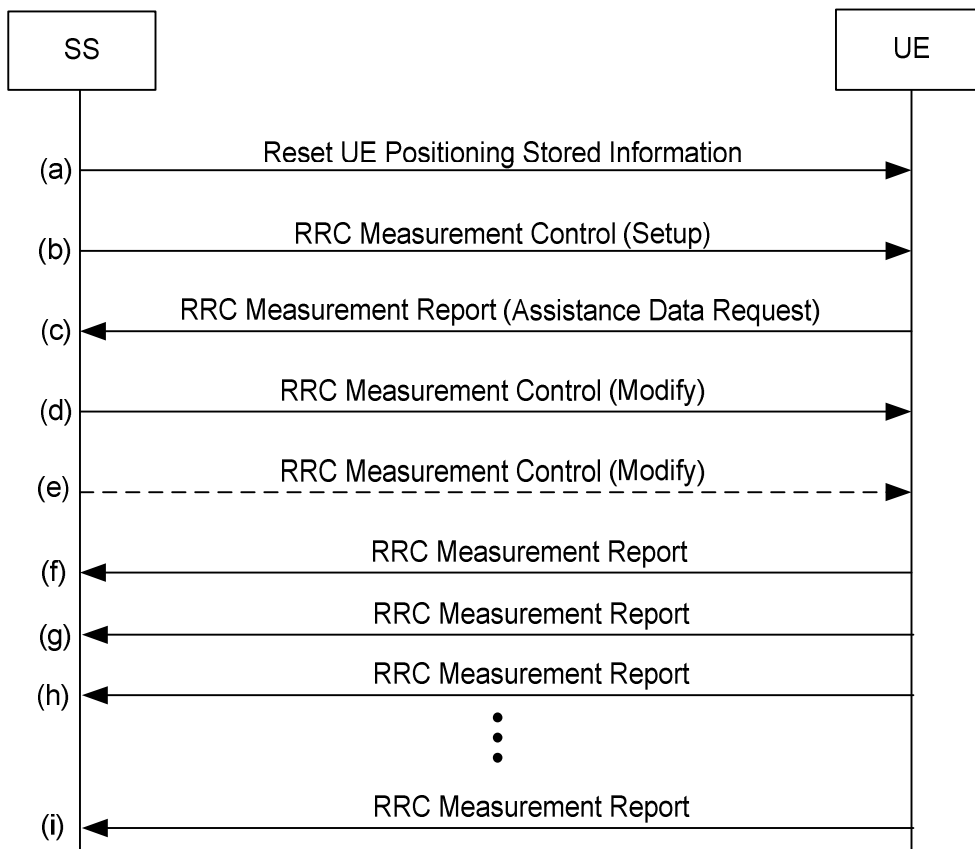 SS
UE
(a) Reset UE Positioning Stored Information
(b) RRC Measurement Control (Setup)
(c) RRC Measurement Report (Assistance Data Request)
(d) RRC Measurement Control (Modify)
(e) RRC Measurement Control (Modify)
(f) RRC Measurement Report
(g) RRC Measurement Report
(h) RRC Measurement Report
(i) RRC Measurement Report